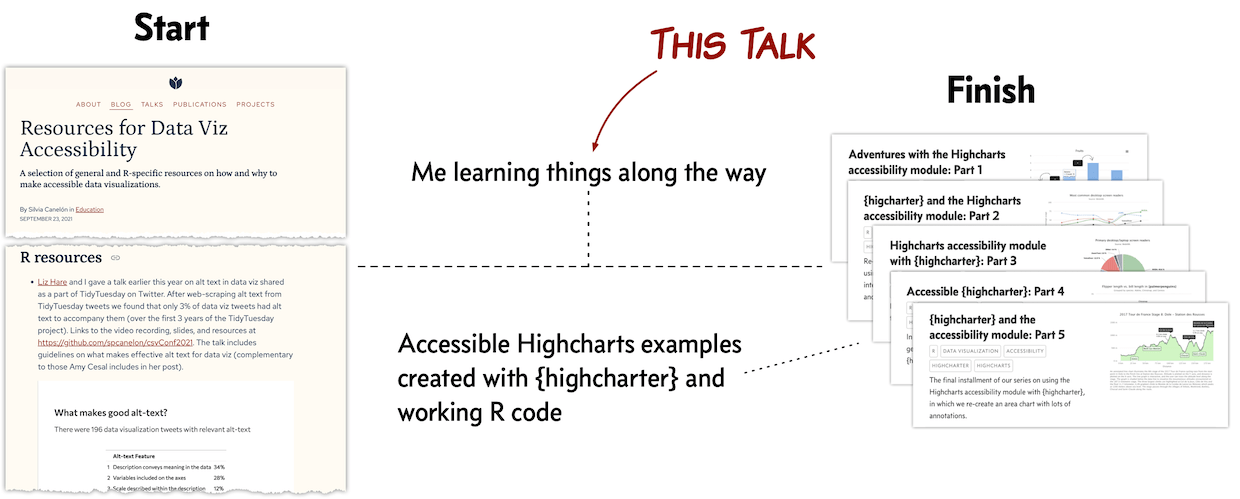 Start
ABOUT BLOG TALKS PUBLICATIONS PROJECTS
Resources for Data Viz
Accessibility
A selection of general and R-specific resources on how and why to
make accessible data visualizations.
By Silvia Canelón in Education
SEPTEMBER 23, 2021
R resources
• Liz Hare and I gave a talk earlier this year on alt text in data viz shared
as a part of TidyTuesday on Twitter. After web-scraping alt text from
TidyTuesday tweets we found that only 3% of data viz tweets had alt
text to accompany them (over the first 3 years of the TidyTuesday
project). Links to the video recording, slides, and resources at
https://github.com/spcanelon/csvConf2021. The talk includes
guidelines on what makes effective alt text for data viz (complementary
to those Amy Cesal includes in her post).
What makes good alt-text?
There were 196 data visualization tweets with relevant alt-text
Alt-text Feature
1 Description conveys meaning in the data 34%
2 Variables included on the axes 28%
3 Scale described within the description 12%
THIS TALK
Me learning things along the way
Accessible Highcharts examples
created with {highcharter} and
working R code
Finish
Adventures with the Highcharts
accessibility module: Part 1
{higcharter} and the Highcharts
accessibility module: Part 2
Highcharts accessibility module
with {highcharter}: Part 3
Accessible {highcharter}: Part 4
{highcharter} and the
accessibility module: Part 5
R DATA VISUALIZATION ACCESSIBILITY
HIGHCHARTER HIGHCHARTS
The final installment of our series on using the
Highcharts accessibility module with {highcharter},
in which we re-create an area chart with lots of
annotations.